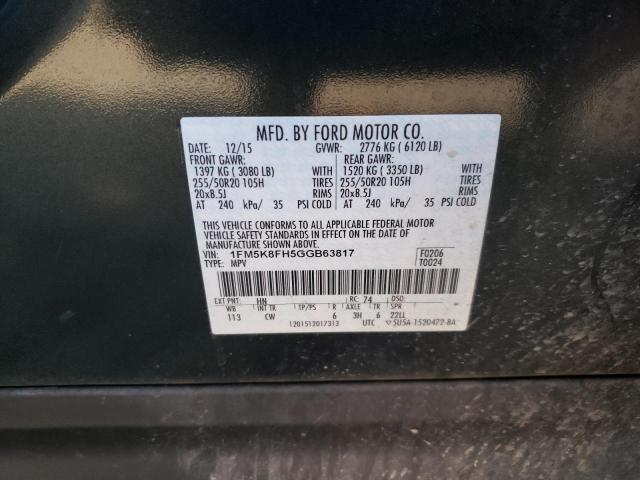 MFD. BY FORD MOTOR CO.
DATE: 12/15 GVWR: 2776 KG ( 6120 LB)
FRONT GAWR: REAR GAWR:
1397 KG ( 3080 LB) WITH 1520 KG ( 3350 LB) WITH
255/50R20 105H TIRES 255/50R20 105H TIRES
20x8.5J RIMS 20x8.5J RIMS
AT 240 kPa/ 35 PSI COLD AT 240 kPa/ 35 PSI COLD
THIS VEHICLE CONFORMS TO ALL APPLICABLE FEDERAL MOTOR
VEHICLE SAFETY STANDARDS IN EFFECT ON THE DATE OF
MANUFACTURE SHOWN ABOVE.
VIN: 1FM5K8FH5GGB63817 F0206
TYPE: MPV T0024
EXT PNT: HN RC: 74 DSO:
WB INT TR TP/PS R AXLE TR SPR
113 CW 6 3H 6 22LL
1201512017313 UTC 5U5A-1520472-BA